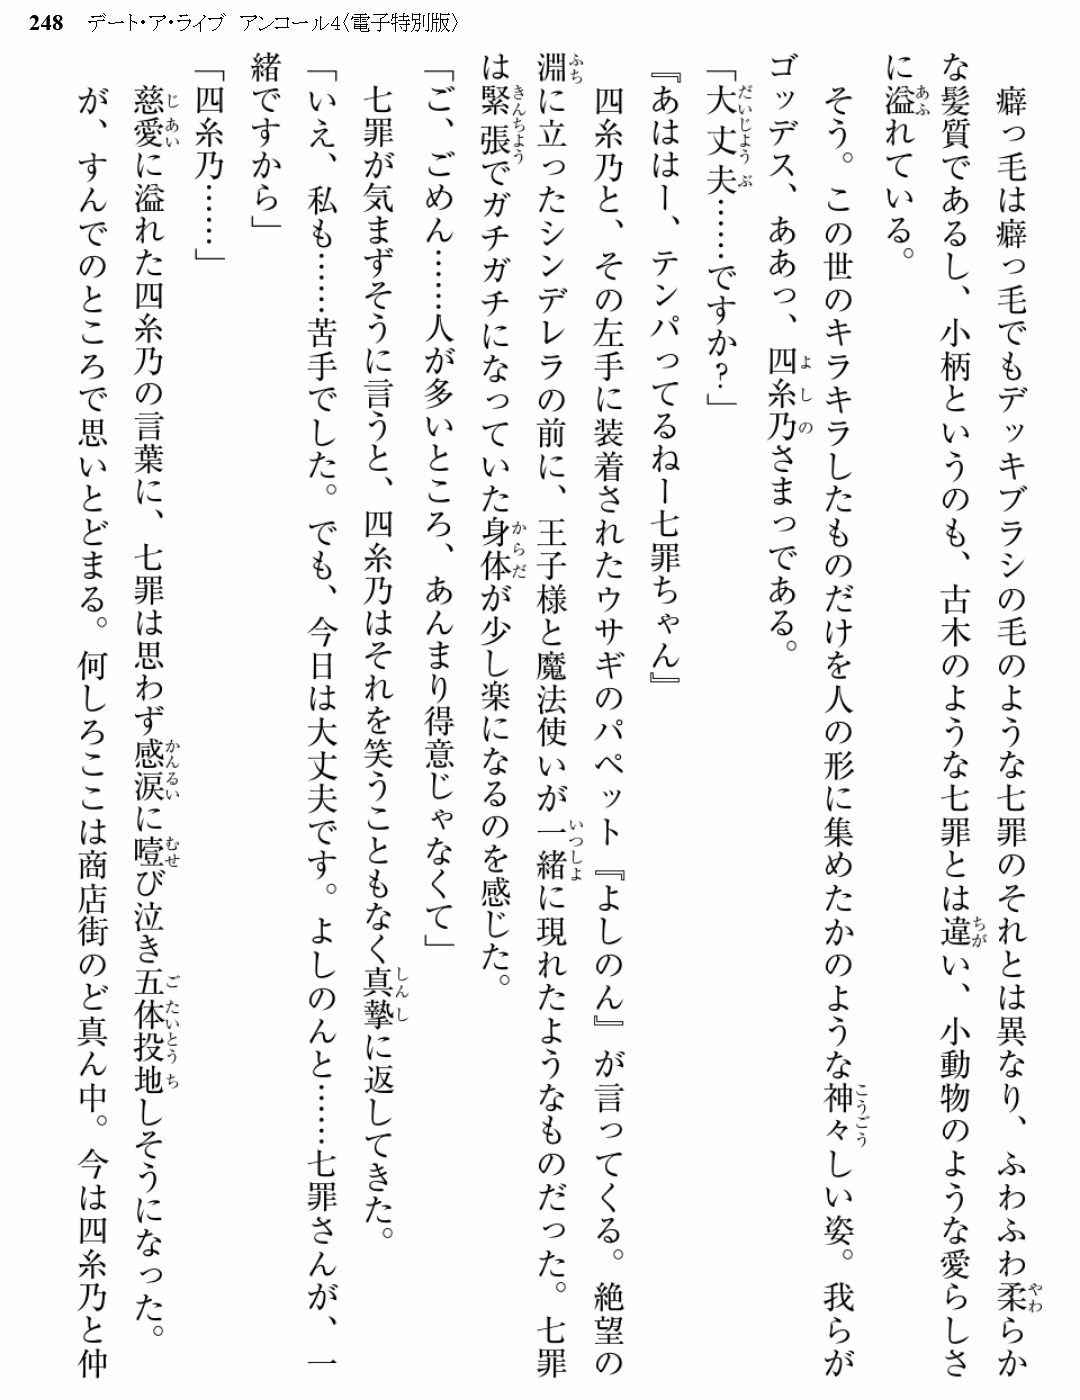 248 デート・ア・ライブ アンコール4〈電子特別版〉
癖っ毛は癖っ毛でもデッキブラシの毛のような七罪のそれとは異なり、ふわふわ柔らか
な髪質であるし、小柄というのも、古木のような七罪とは違い、小動物のような愛らしさ
に溢れている。
そう。この世のキラキラしたものだけを人の形に集めたかのような神々しい姿。我らが
ゴッデス、ああっ、四糸乃さまっである。
「大丈夫……ですか?」
『あははー、テンパってるねー七罪ちゃん』
四糸乃と、その左手に装着されたウサギのパペット『よしのん』が言ってくる。絶望の
淵に立ったシンデレラの前に、王子様と魔法使いが一緒に現れたようなものだった。七罪
は緊張でガチガチになっていた身体が少し楽になるのを感じた。
「ご、ごめん……人が多いところ、あんまり得意じゃなくて」
七罪が気まずそうに言うと、四糸乃はそれを笑うこともなく真摯に返してきた。
「いえ、私も……苦手でした。でも、今日は大丈夫です。よしのんと……七罪さんが、一
緒ですから」
「四糸乃……」
慈愛に溢れた四糸乃の言葉に、七罪は思わず感涙に噎び泣き五体投地しそうになった。
が、すんでのところで思いとどまる。何しろここは商店街のど真ん中。今は四糸乃と仲